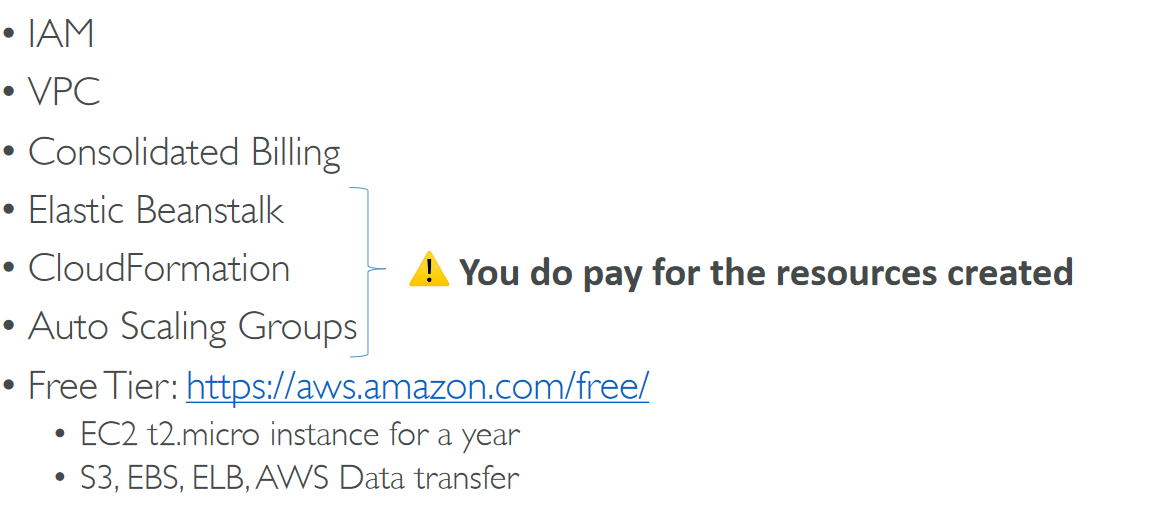 • IAM
• VPC
• Consolidated Billing
• Elastic Beanstalk
• CloudFormation
⚠ You do pay for the resources created
• Auto Scaling Groups
• Free Tier: https://aws.amazon.com/free/
• EC2 t2.micro instance for a year
• S3, EBS, ELB, AWS Data transfer